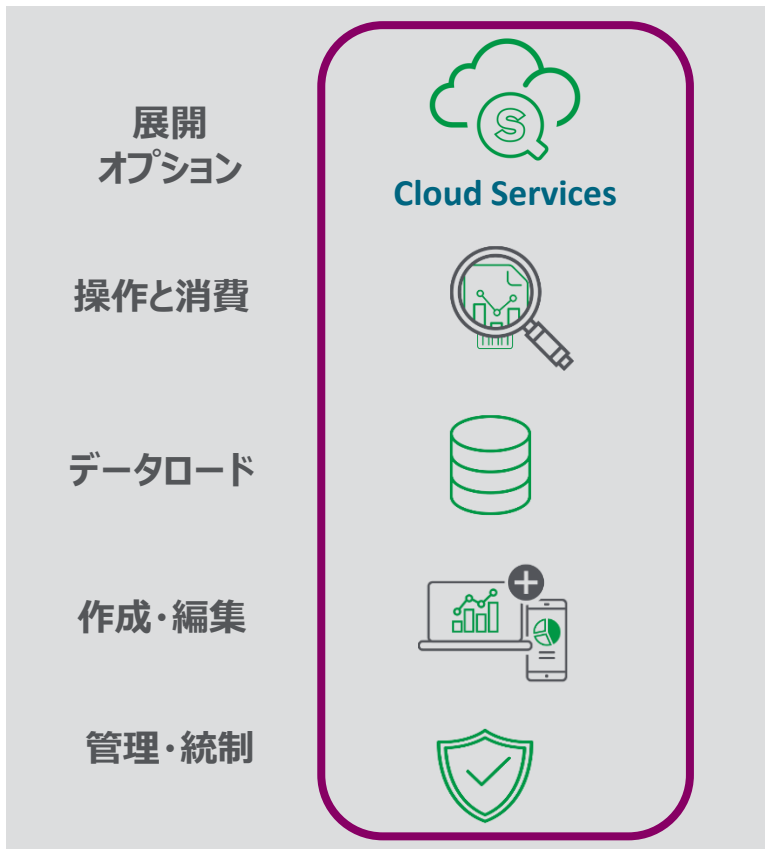 展開
オプション
S
Cloud Services
操作と消費
データロード
作成・編集
管理・統制